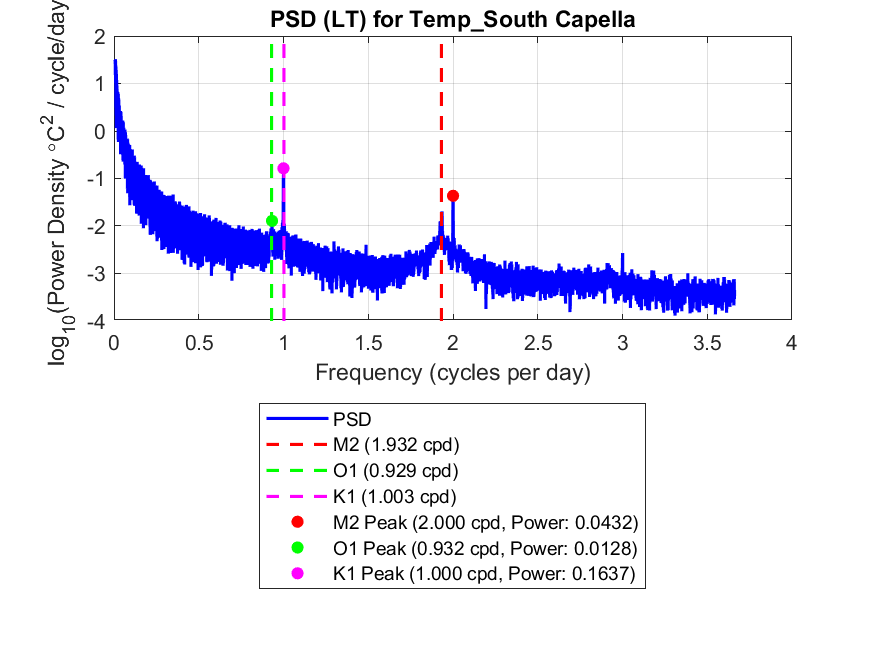 PSD (LT) for Temp_South Capella
log10(Power Density °C2 / cycle/day
2
1
0
-1
-2
-3
-4
0
0.5
1
1.5
2
2.5
3
3.5
4
Frequency (cycles per day)
PSD
M2 (1.932 cpd)
O1 (0.929 cpd)
K1 (1.003 cpd)
M2 Peak (2.000 cpd, Power: 0.0432)
O1 Peak (0.932 cpd, Power: 0.0128)
K1 Peak (1.000 cpd, Power: 0.1637)